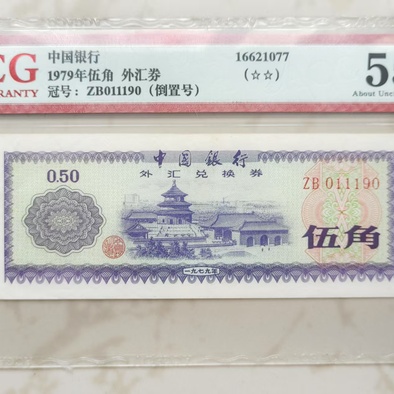 CG
RRANTY
中国银行
1979年伍角 外汇券
冠号: ZB011190 (倒置号)
16621077
(☆☆)
55
About Unc
中国银行
外汇兑换券
0.50
ZB 011190
伍角
一九七九年